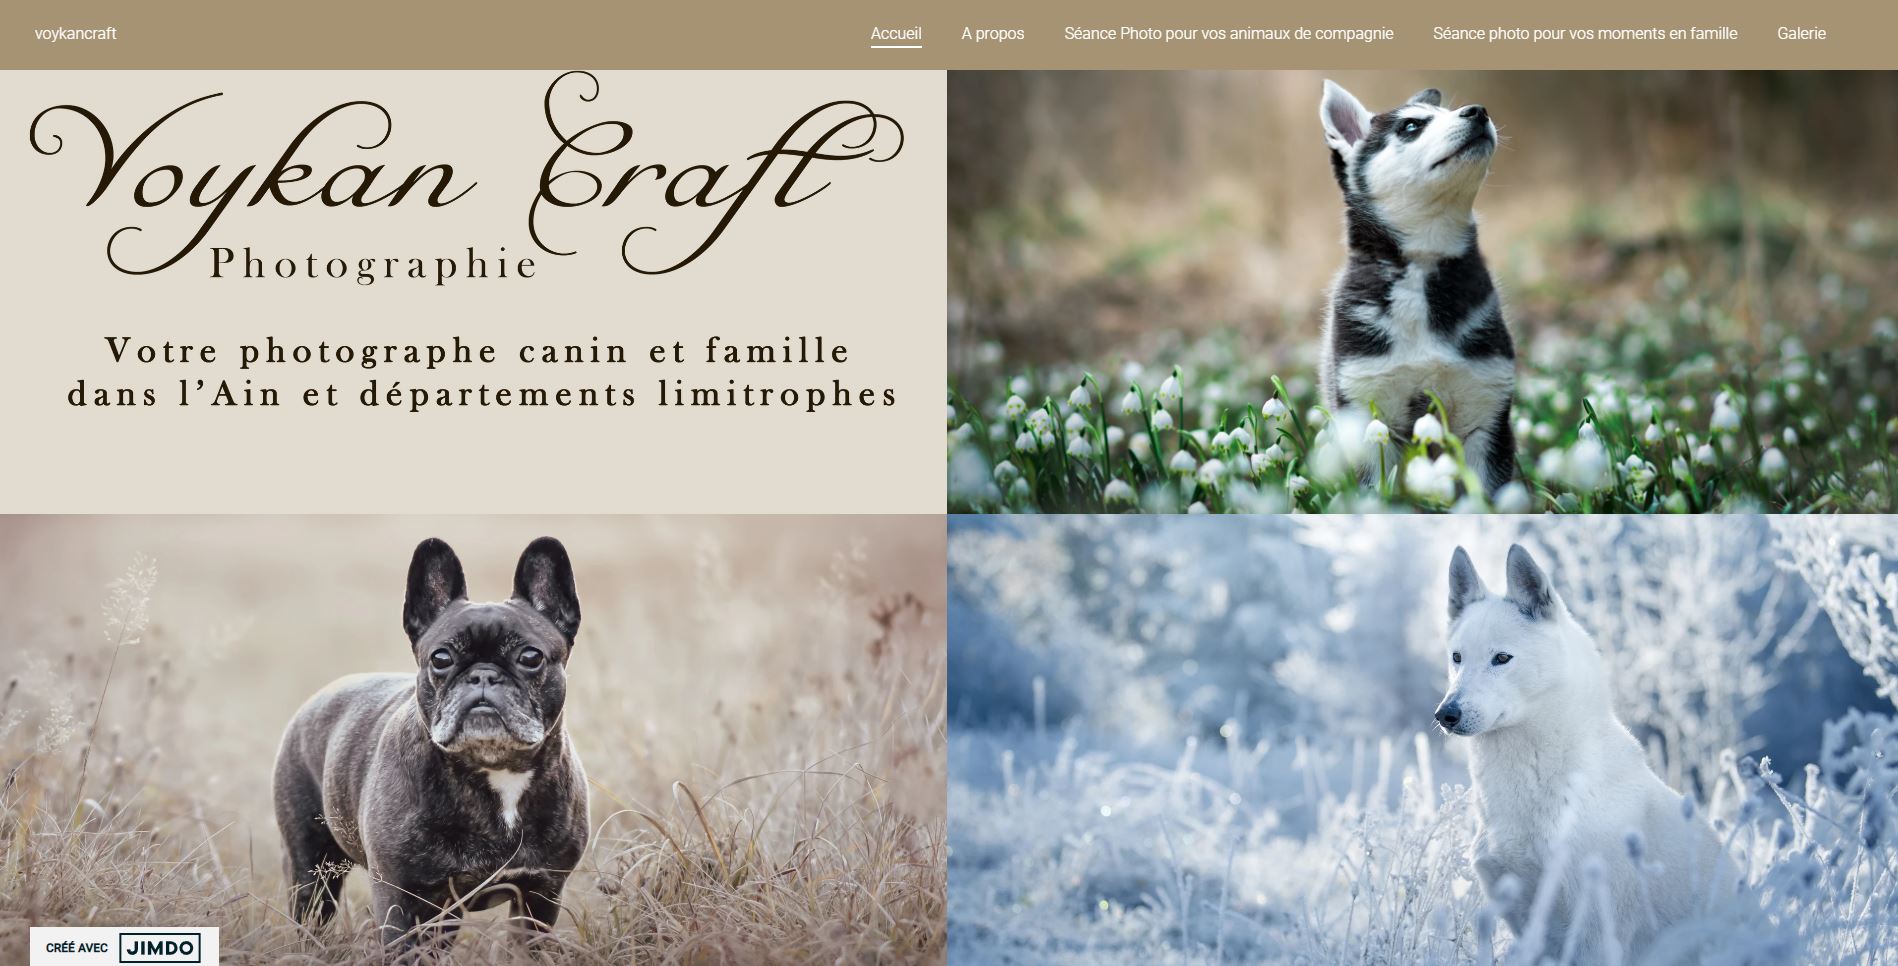 voykancraft
Accueil
A propos
Séance Photo pour vos animaux de compagnie
Séance photo pour vos moments en famille
Galerie
Voykan Craft
Photographie
Votre photographe canin et famille
dans l’Ain et départements limitrophes
CRÉÉ AVEC JIMDO